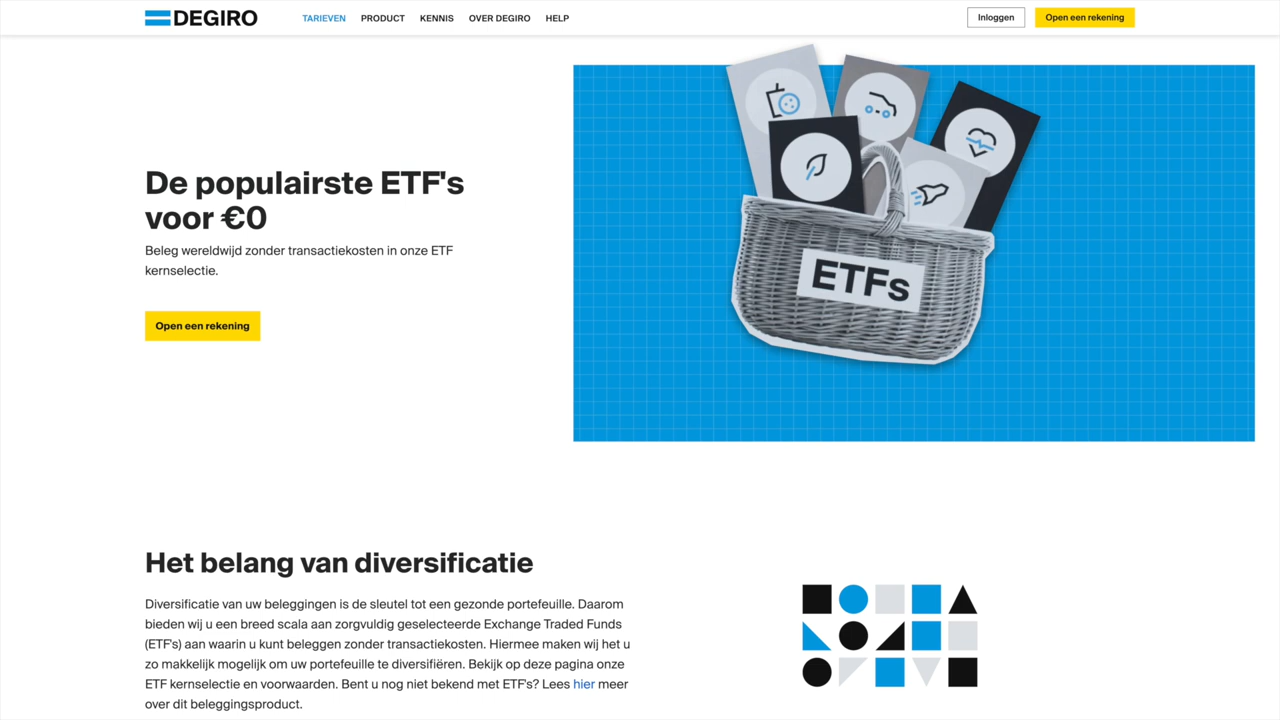 DEGIRO
TARIEVEN
PRODUCT
KENNIS
OVER DEGIRO
HELP
Inloggen
Open een rekening
De populairste ETF's
voor €0
Beleg wereldwijd zonder transactiekosten in onze ETF
kernselectie.
Open een rekening
ETFs
Het belang van diversificatie
Diversificatie van uw beleggingen is de sleutel tot een gezonde portefeuille. Daarom
bieden wij u een breed scala aan zorgvuldig geselecteerde Exchange Traded Funds
(ETF's) aan waarin u kunt beleggen zonder transactiekosten. Hiermee maken wij het u
zo makkelijk mogelijk om uw portefeuille te diversifiëren. Bekijk op deze pagina onze
ETF kernselectie en voorwaarden. Bent u nog niet bekend met ETF's? Lees hier meer
over dit beleggingsproduct.